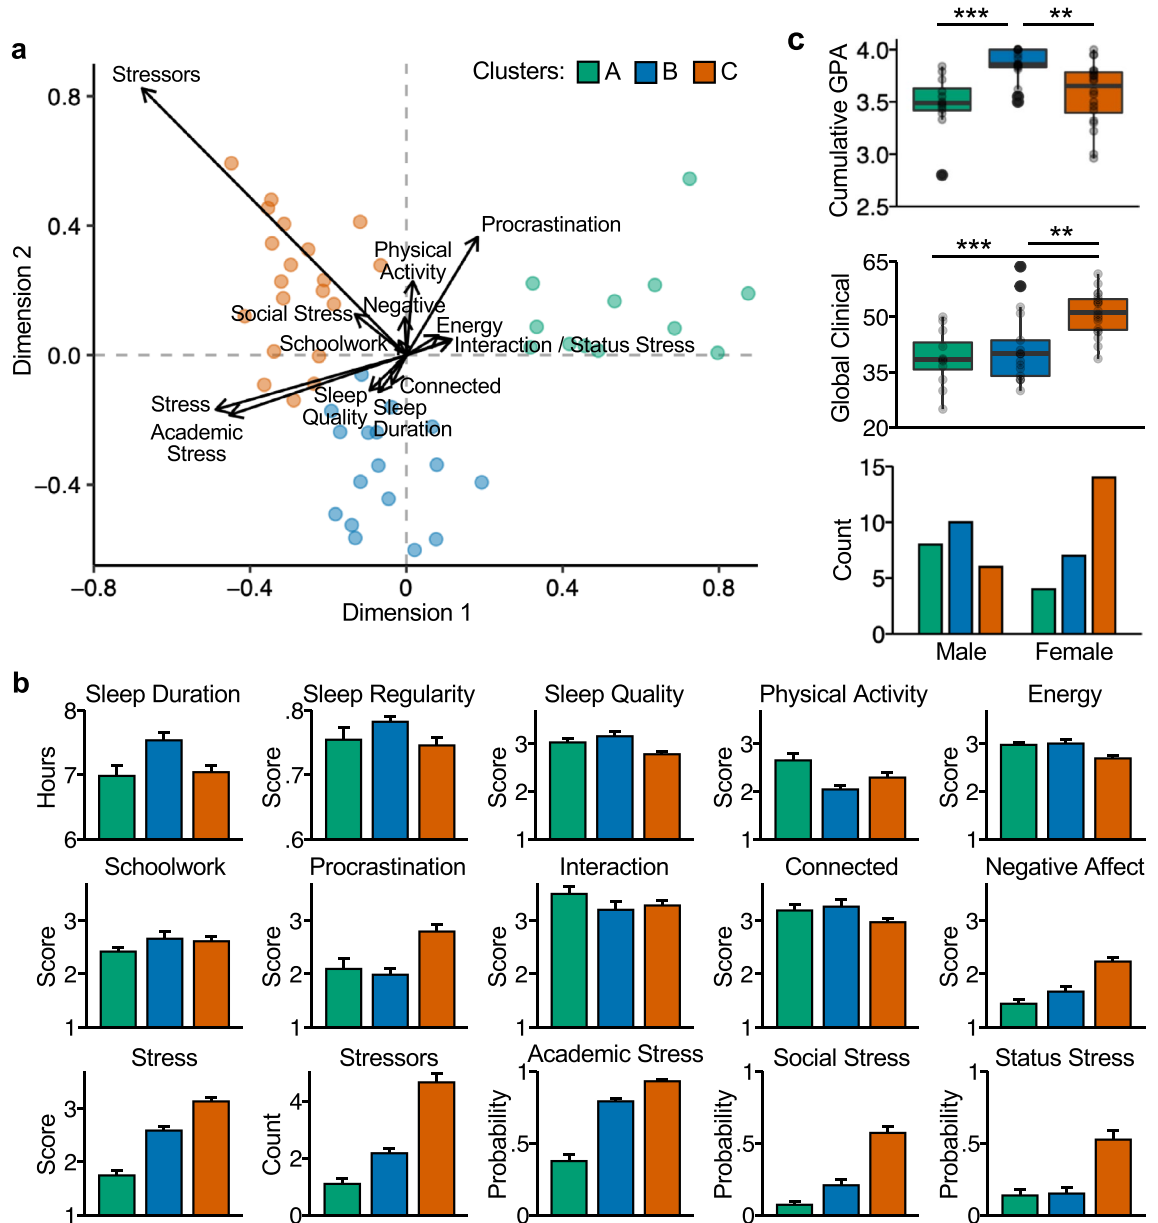 a
Clusters: A B C
Stressors
0.8
0.4
0.0
−0.4
Dimension 2
Procrastination
Physical
Activity
Negative
Social Stress
Energy
Schoolwork
Interaction / Status Stress
Connected
Sleep
Quality
Sleep
Duration
Stress
Academic
Stress
−0.8 −0.4 0 0.4 0.8
Dimension 1
c
*** **
Cumulative GPA
4.0
3.5
3.0
2.5
*** **
Global Clinical
65
50
35
20
Count
15
10
5
0
Male Female
b
Sleep Duration
Hours
8
7
6
Sleep Regularity
Score
.8
.7
.6
Sleep Quality
Score
3
2
1
Physical Activity
Score
3
2
1
Energy
Score
3
2
1
Schoolwork
Score
3
2
1
Procrastination
Score
3
2
1
Interaction
Score
3
2
1
Connected
Score
3
2
1
Negative Affect
Score
3
2
1
Stress
Score
3
2
1
Stressors
Count
4
2
0
Academic Stress
Probability
1
.5
0
Social Stress
Probability
1
.5
0
Status Stress
Probability
1
.5
0